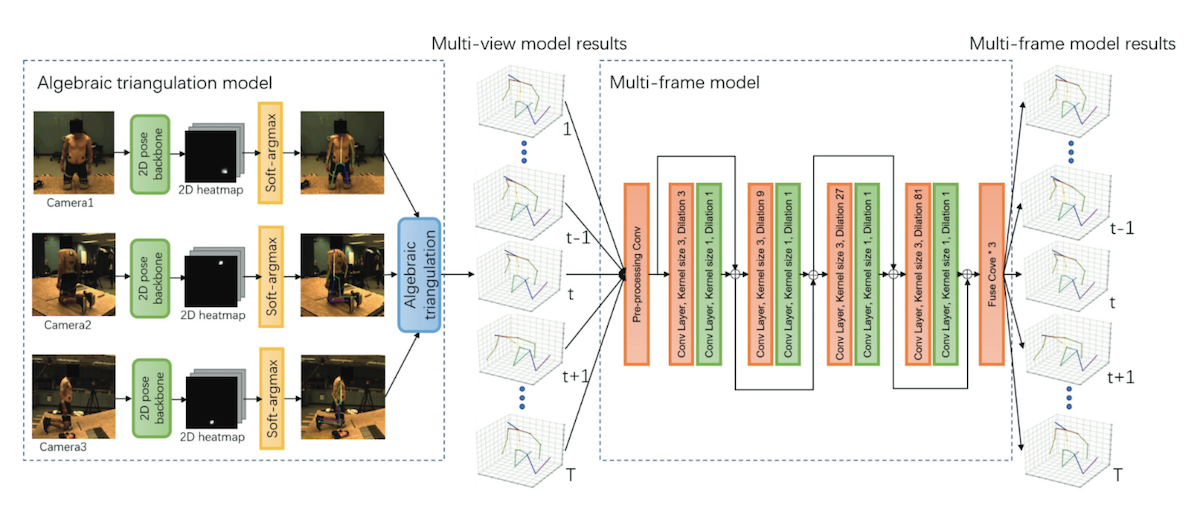 Multi-view model results
Multi-frame model results
Algebraic triangulation model
Multi-frame model
2D pose
backbone
2D heatmap
Soft-argmax
Camera1
2D pose
backbone
2D heatmap
Soft-argmax
Camera2
2D pose
backbone
2D heatmap
Soft-argmax
Camera3
Algebraic
triangulation
1
t-1
t
t+1
T
Pre-processing Conv
Conv Layer, Kernel size 3, Dilation 3
Conv Layer, Kernel size 1, Dilation 1
Conv Layer, Kernel size 3, Dilation 9
Conv Layer, Kernel size 1, Dilation 1
Conv Layer, Kernel size 3, Dilation 27
Conv Layer, Kernel size 1, Dilation 1
Conv Layer, Kernel size 3, Dilation 81
Conv Layer, Kernel size 1, Dilation 1
Fuse Cove * 3
t-1
t
t+1
T